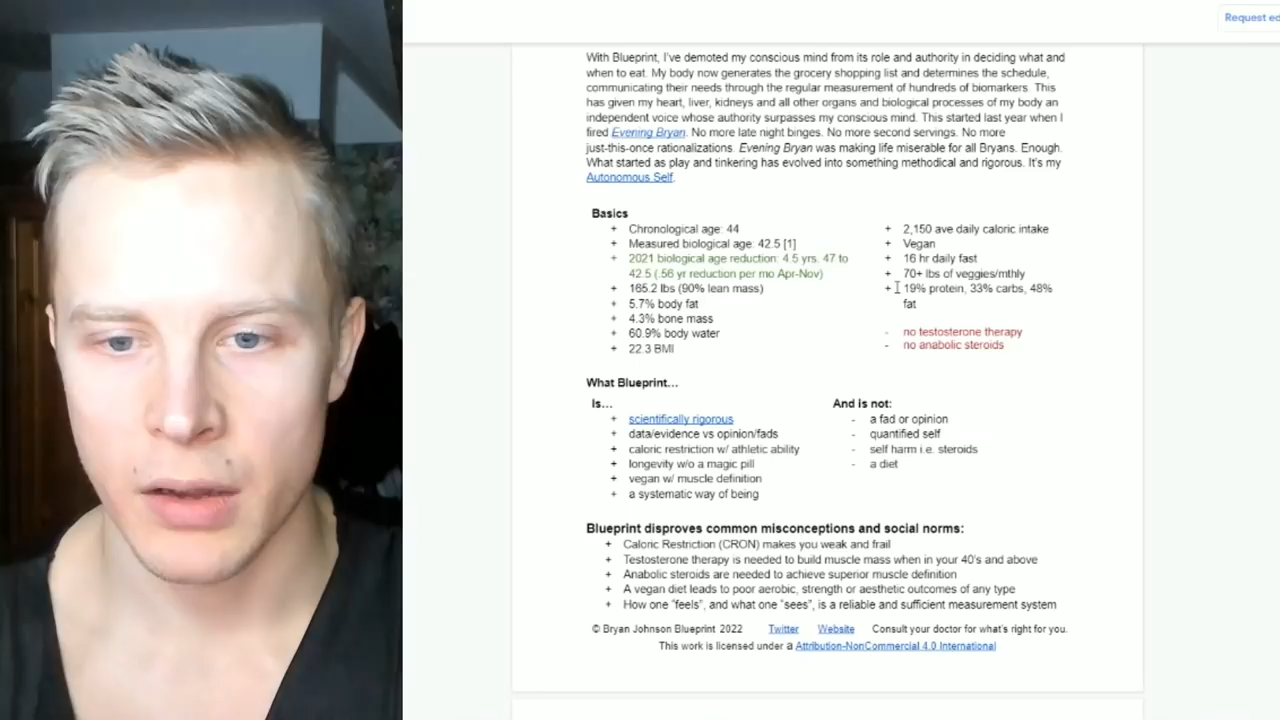 Request ed
With Blueprint, I've demoted my conscious mind from its role and authority in deciding what and
when to eat. My body now generates the grocery shopping list and determines the schedule,
communicating their needs through the regular measurement of hundreds of biomarkers. This
has given my heart, liver, kidneys and all other organs and biological processes of my body an
independent voice whose authority surpasses my conscious mind. This started last year when I
fired Evening Bryan. No more late night binges. No more second servings. No more
just-this-once rationalizations. Evening Bryan was making life miserable for all Bryans. Enough.
What started as play and tinkering has evolved into something methodical and rigorous. It's my
Autonomous Self.
Basics
+ Chronological age: 44
+ Measured biological age: 42.5 [1]
+ 2021 biological age reduction: 4.5 yrs. 47 to
42.5 (.56 yr reduction per mo Apr-Nov)
+ 165.2 lbs (90% lean mass)
+ 5.7% body fat
+ 4.3% bone mass
+ 60.9% body water
+ 22.3 BMI
+ 2,150 ave daily caloric intake
+ Vegan
+ 16 hr daily fast
+ 70+ lbs of veggies/mthly
+ 19% protein, 33% carbs, 48%
fat
- no testosterone therapy
- no anabolic steroids
What Blueprint...
Is...
+ scientifically rigorous
+ data/evidence vs opinion/fads
+ caloric restriction w/ athletic ability
+ longevity w/o a magic pill
+ vegan w/ muscle definition
+ a systematic way of being
And is not:
- a fad or opinion
- quantified self
- self harm i.e. steroids
- a diet
Blueprint disproves common misconceptions and social norms:
+ Caloric Restriction (CRON) makes you weak and frail
+ Testosterone therapy is needed to build muscle mass when in your 40's and above
+ Anabolic steroids are needed to achieve superior muscle definition
+ A vegan diet leads to poor aerobic, strength or aesthetic outcomes of any type
+ How one "feels", and what one "sees", is a reliable and sufficient measurement system
© Bryan Johnson Blueprint 2022 Twitter Website Consult your doctor for what's right for you.
This work is licensed under a Attribution-NonCommercial 4.0 International